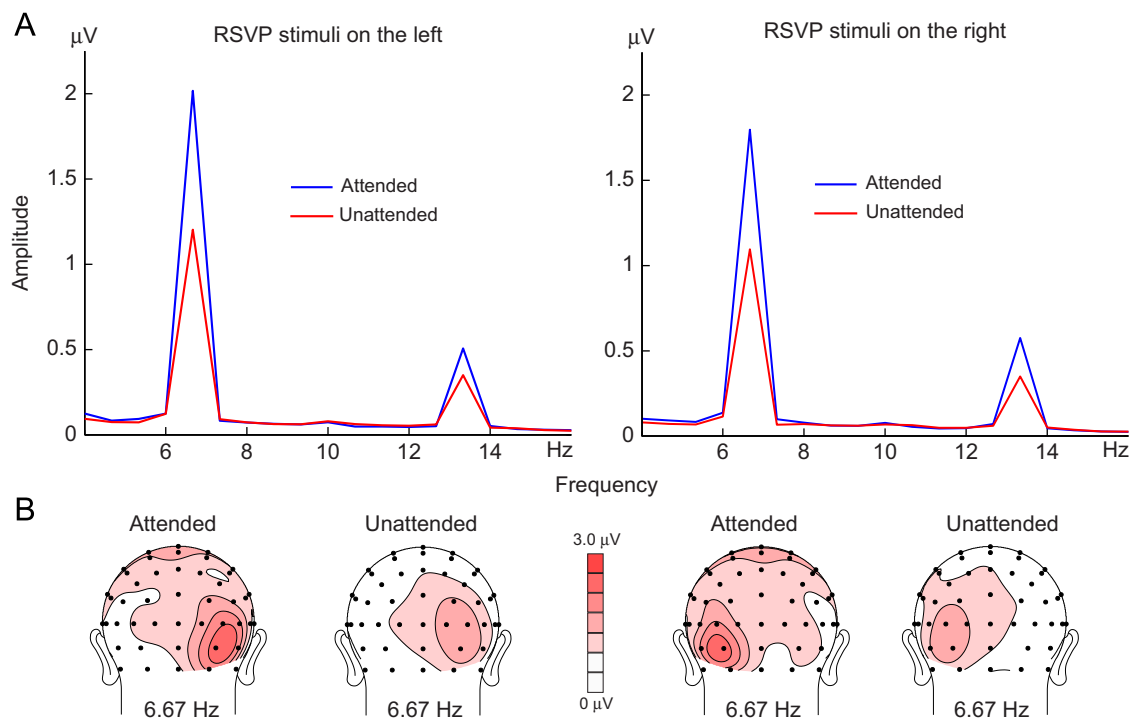 A
μV
RSVP stimuli on the left
2
1.5
1
0.5
0
Amplitude
Attended
Unattended
6
8
10
12
14
Hz
μV
RSVP stimuli on the right
2
1.5
1
0.5
0
Attended
Unattended
6
8
10
12
14
Hz
Frequency
B
Attended
Unattended
3.0 μV
0 μV
Attended
Unattended
6.67 Hz
6.67 Hz
6.67 Hz
6.67 Hz